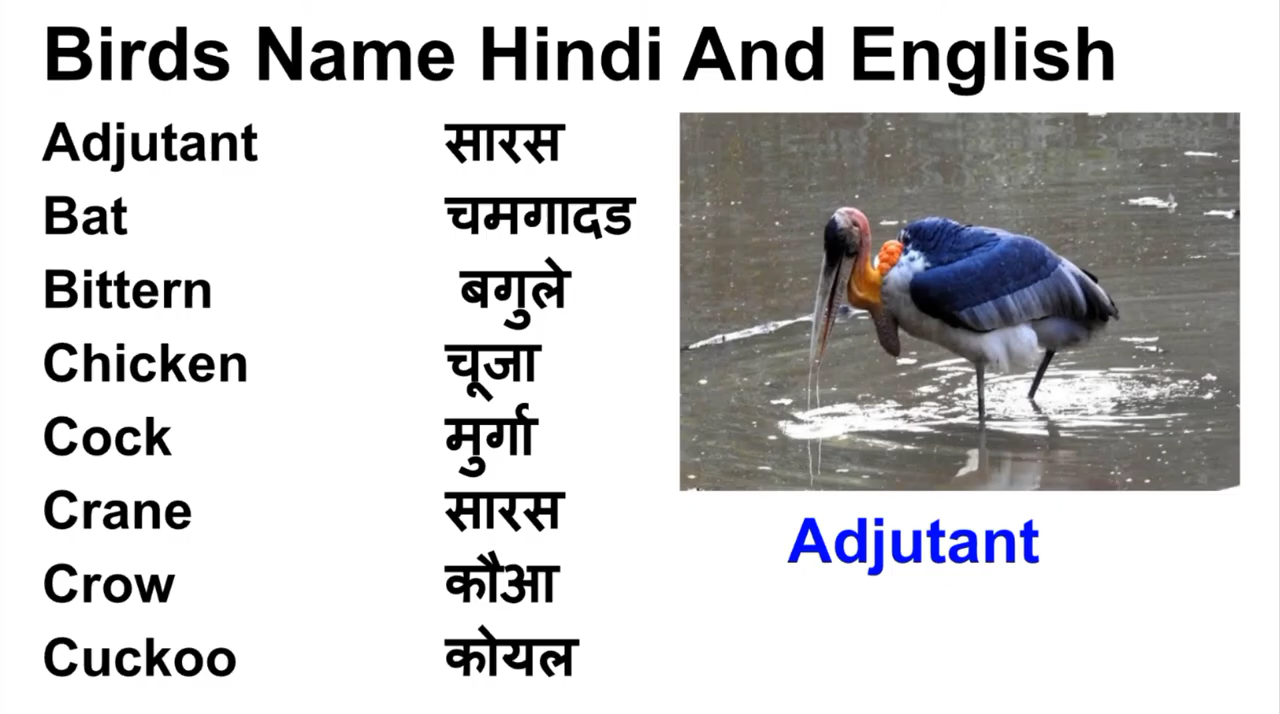 Birds Name Hindi And English
Adjutant सारस
Bat चमगादड
Bittern बगुले
Chicken चूजा
Cock मुर्गा
Crane सारस
Crow कौआ
Cuckoo कोयल
Adjutant